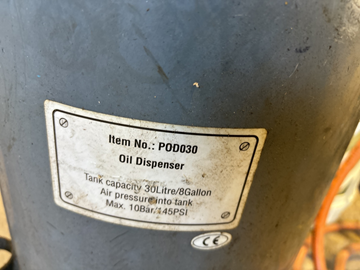 Item No.: POD030
Oil Dispenser
Tank capacity 30Litre/8Gallon
Air pressure into tank
Max. 10Bar/145PSI
CE